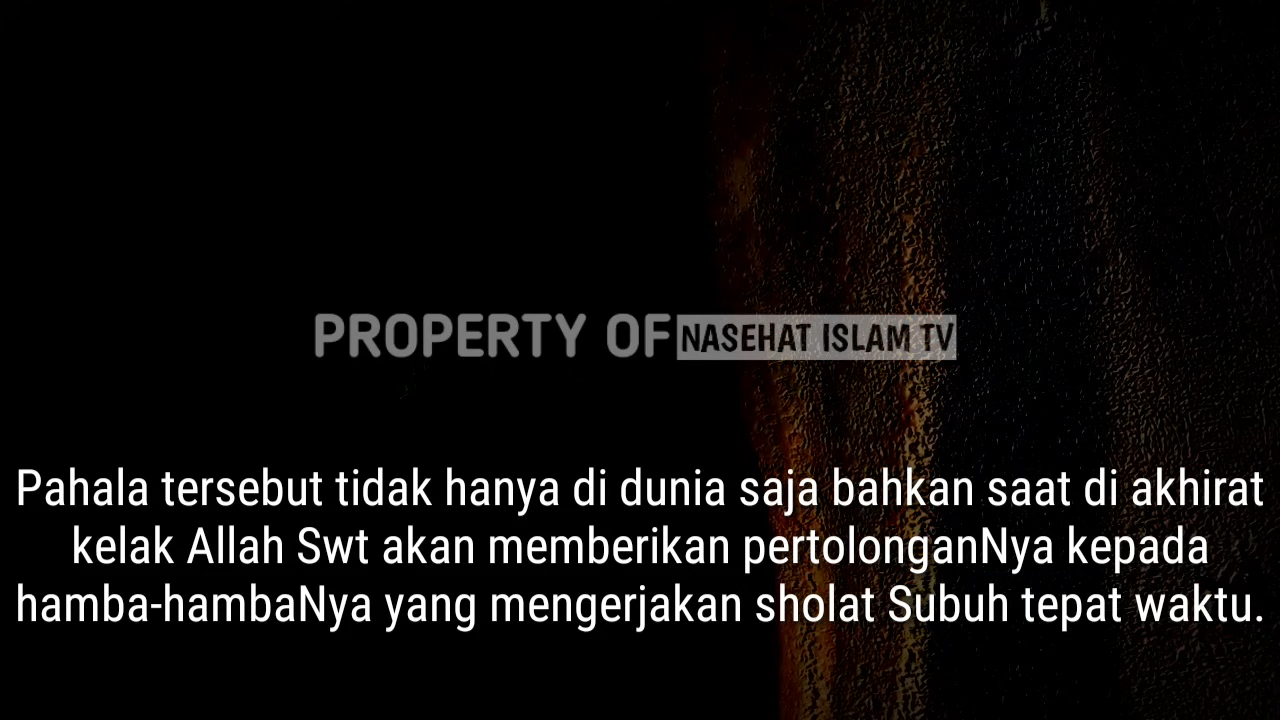 PROPERTY OF NASEHAT ISLAM TV
Pahala tersebut tidak hanya di dunia saja bahkan saat di akhirat
kelak Allah Swt akan memberikan pertolonganNya kepada
hamba-hambaNya yang mengerjakan sholat Subuh tepat waktu.